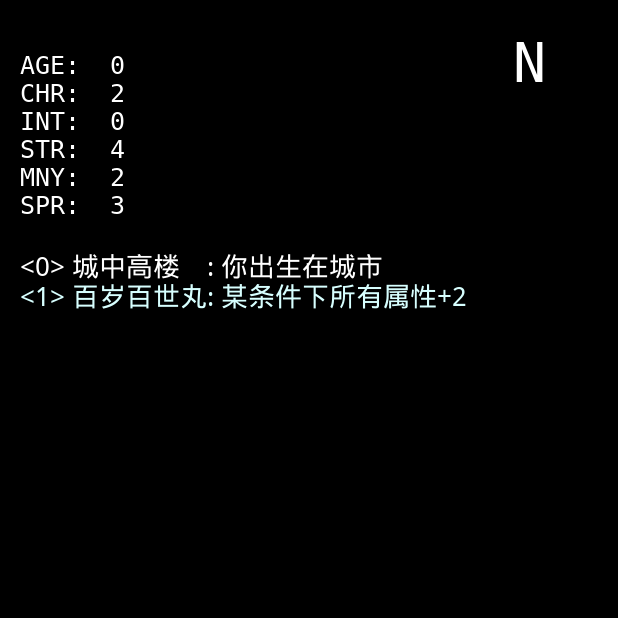 N
AGE: 0
CHR: 2
INT: 0
STR: 4
MNY: 2
SPR: 3
<0> 城中高楼 : 你出生在城市
<1> 百岁百世丸: 某条件下所有属性+2